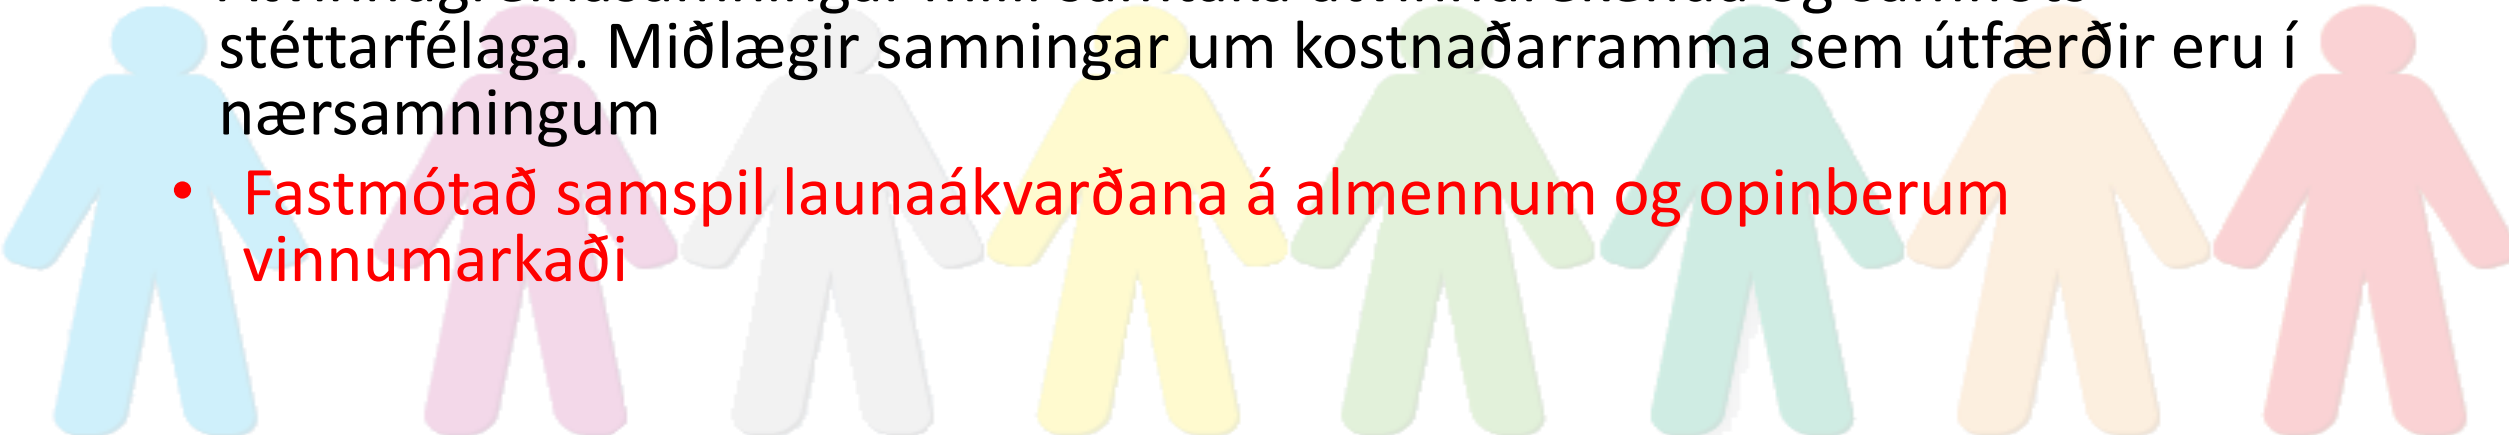 stéttarfélaga. Miðlægir samningar um kostnaðarramma sem útfærðir eru í
nærsamningum
• Fastmótað samspil launaákvarðana á almennum og opinberum
vinnumarkaði